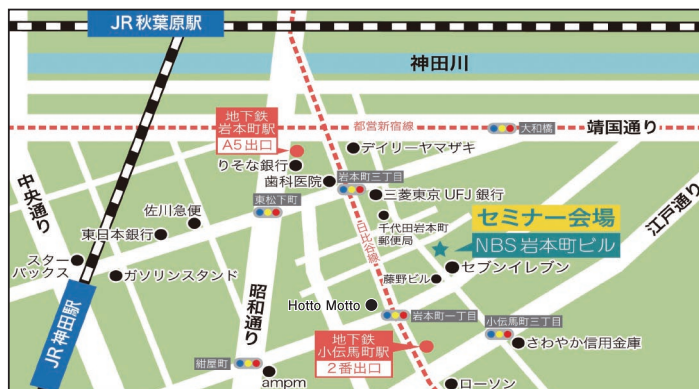 JR秋葉原駅
神田川
地下鉄
岩本町駅
A5出口
都営新宿線
大和橋
靖国通り
デイリーヤマザキ
りそな銀行
歯科医院
岩本町三丁目
三菱東京UFJ銀行
中央通り
佐川急便
東松下町
東日本銀行
千代田岩本町
郵便局
セミナー会場
NBS岩本町ビル
江戸通り
日比谷線
スター
バックス
ガソリンスタンド
セブンイレブン
藤野ビル
昭和通り
Hotto Motto
岩本町一丁目
小伝馬町三丁目
JR神田駅
地下鉄
小伝馬町駅
2番出口
さわやか信用金庫
紺屋町
ampm
ローソン